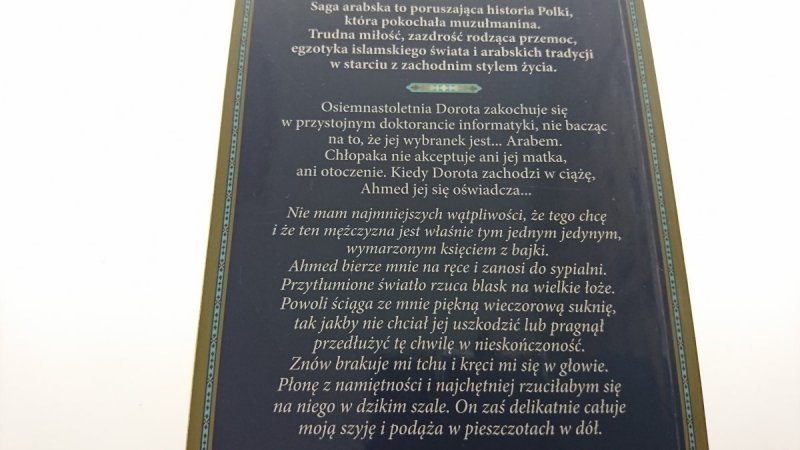 Saga arabska to poruszająca historia Polki,
która pokochała muzułmanina.
Trudna miłość, zazdrość rodząca przemoc,
egzotyka islamskiego świata i arabskich tradycji
w starciu z zachodnim stylem życia.
Osiemnastoletnia Dorota zakochuje się
w przystojnym doktorancie informatyki, nie bacząc
na to, że jej wybranek jest... Arabem.
Chłopaka nie akceptuje ani jej matka,
ani otoczenie. Kiedy Dorota zachodzi w ciążę,
Ahmed jej się oświadcza...
Nie mam najmniejszych wątpliwości, że tego chcę
i że ten mężczyzna jest właśnie tym jednym jedynym,
wymarzonym księciem z bajki.
Ahmed bierze mnie na ręce i zanosi do sypialni.
Przytłumione światło rzuca blask na wielkie łoże.
Powoli ściąga ze mnie piękną wieczorową suknię,
tak jakby nie chciał jej uszkodzić lub pragnął
przedłużyć tę chwilę w nieskończoność.
Znów brakuje mi tchu i kręci mi się w głowie.
Płonę z namiętności i najchętniej rzuciłabym się
na niego w dzikim szale. On zaś delikatnie całuje
moją szyję i podąża w pieszczotach w dół.